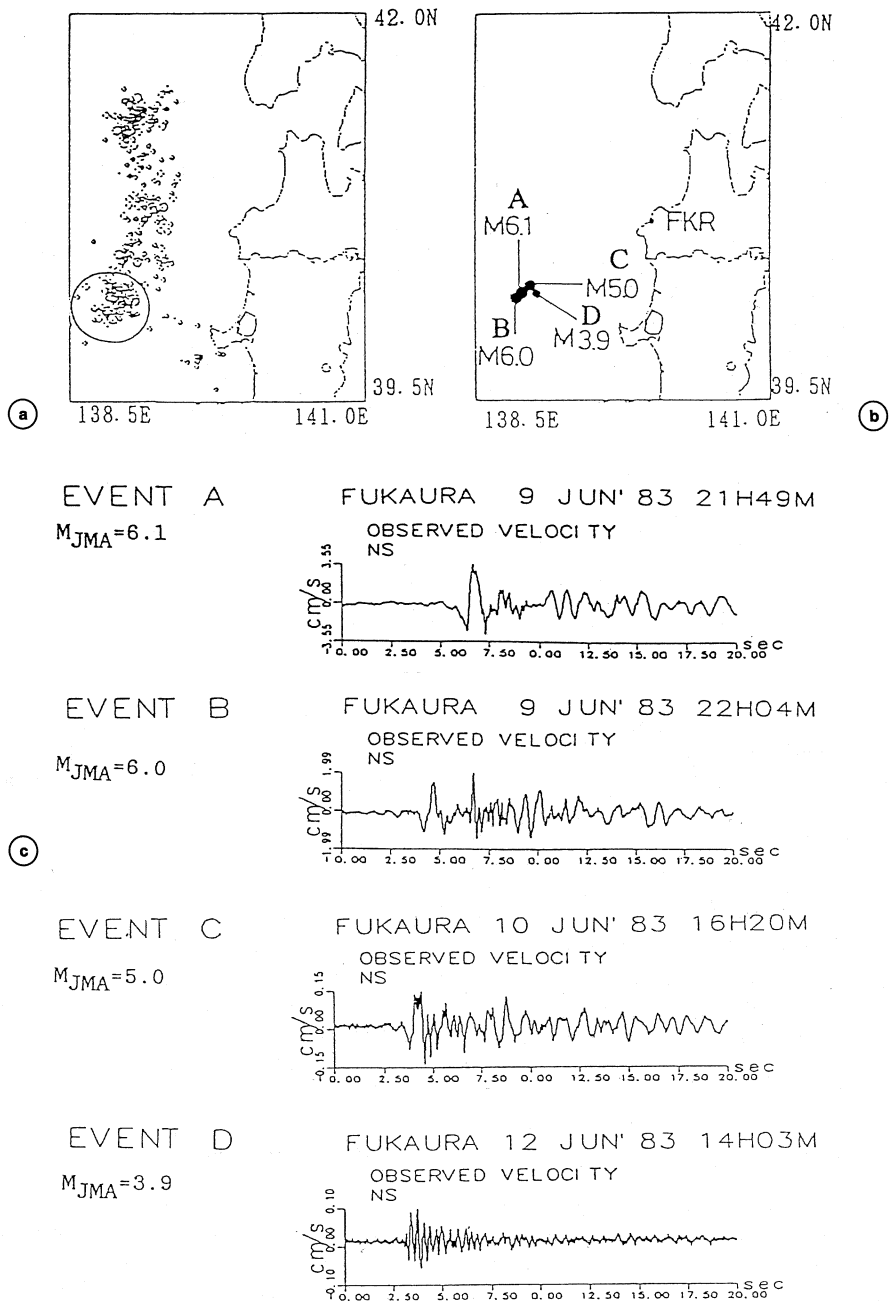 42.0N
39.5N
138.5E 141.0E
a
42.0N
A
M6.1
FKR
C
M5.0
B
D
M3.9
M6.0
39.5N
138.5E 141.0E
b
c
EVENT A
MJMA=6.1
FUKAURA 9 JUN' 83 21H49M
OBSERVED VELOCITY
NS
cm/s
3.55
0.00
-3.55
0.00 2.50 5.00 7.50 10.00 12.50 15.00 17.50 20.00
sec
EVENT B
MJMA=6.0
FUKAURA 9 JUN' 83 22H04M
OBSERVED VELOCITY
NS
cm/s
1.99
0.00
-1.99
0.00 2.50 5.00 7.50 10.00 12.50 15.00 17.50 20.00
sec
EVENT C
MJMA=5.0
FUKAURA 10 JUN' 83 16H20M
OBSERVED VELOCITY
NS
cm/s
0.15
0.00
-0.15
0.00 2.50 5.00 7.50 10.00 12.50 15.00 17.50 20.00
sec
EVENT D
MJMA=3.9
FUKAURA 12 JUN' 83 14H03M
OBSERVED VELOCITY
NS
cm/s
0.10
0.00
-0.10
0.00 2.50 5.00 7.50 10.00 12.50 15.00 17.50 20.00
sec